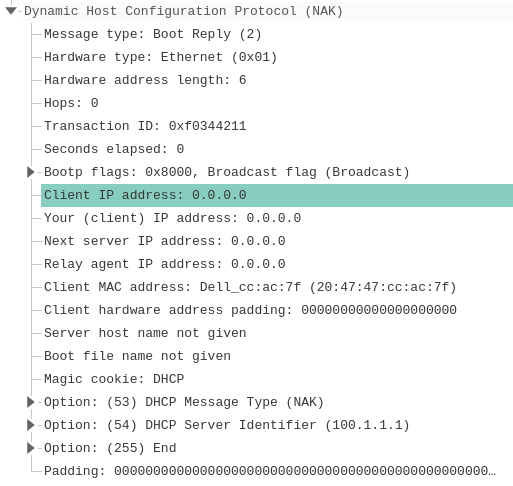 Dynamic Host Configuration Protocol (NAK)
Message type: Boot Reply (2)
Hardware type: Ethernet (0x01)
Hardware address length: 6
Hops: 0
Transaction ID: 0xf0344211
Seconds elapsed: 0
Bootp flags: 0x8000, Broadcast flag (Broadcast)
Client IP address: 0.0.0.0
Your (client) IP address: 0.0.0.0
Next server IP address: 0.0.0.0
Relay agent IP address: 0.0.0.0
Client MAC address: Dell_cc:ac:7f (20:47:47:cc:ac:7f)
Client hardware address padding: 00000000000000000000
Server host name not given
Boot file name not given
Magic cookie: DHCP
Option: (53) DHCP Message Type (NAK)
Option: (54) DHCP Server Identifier (100.1.1.1)
Option: (255) End
Padding: 000000000000000000000000000000000000000000000000…